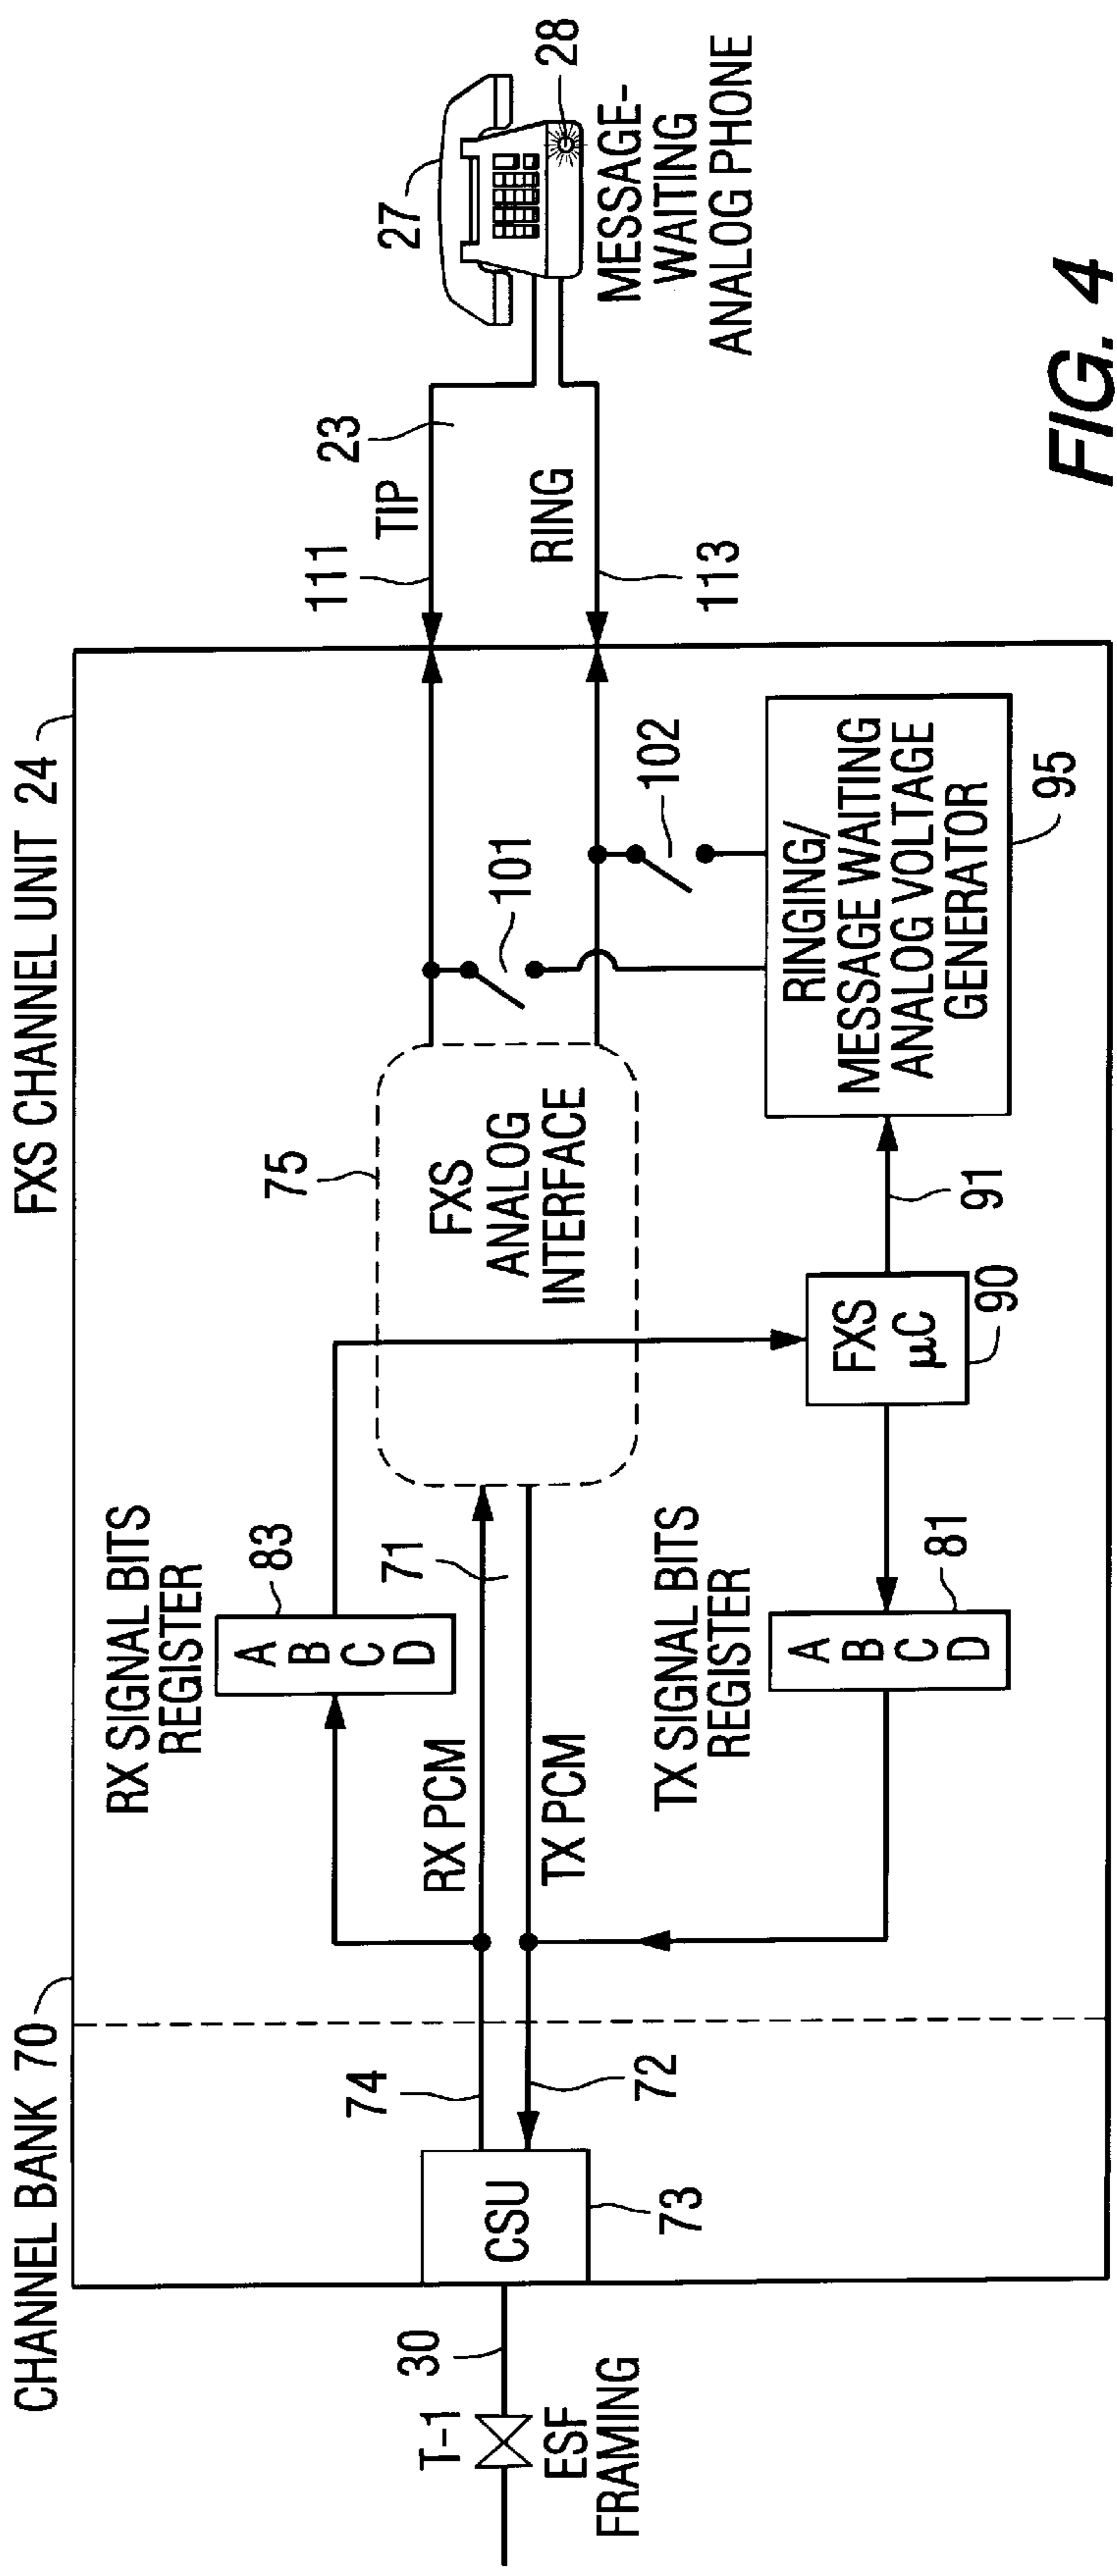 CHANNEL BANK 70
FXS CHANNEL UNIT 24
RX SIGNAL BITS
REGISTER
83
A
B
C
D
75
FXS
ANALOG
INTERFACE
111
TIP
23
27
28
MESSAGE-
WAITING
ANALOG PHONE
RING
113
101
102
T-1
30
ESF
FRAMING
CSU
73
74
72
RX PCM
71
TX PCM
TX SIGNAL BITS
REGISTER
81
A
B
C
D
FXS
µC
90
91
RINGING/
MESSAGE WAITING
ANALOG VOLTAGE
GENERATOR
95
FIG. 4